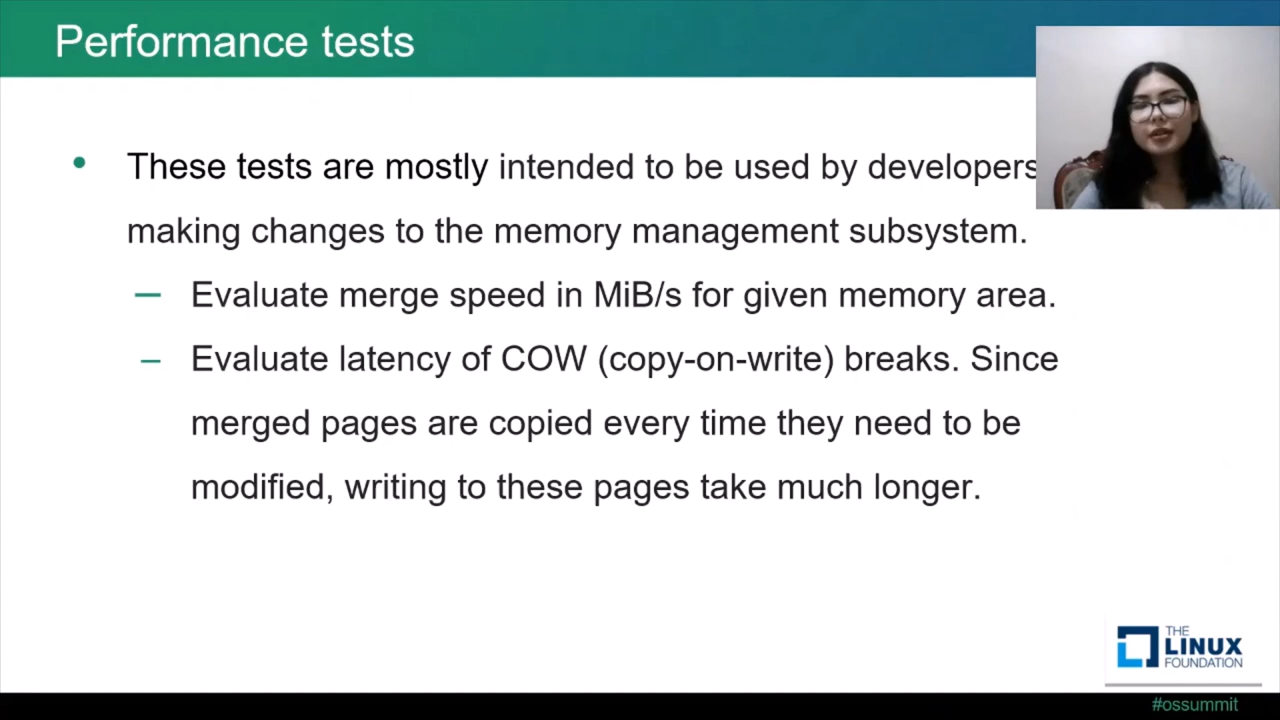 Performance tests
• These tests are mostly intended to be used by developers
making changes to the memory management subsystem.
– Evaluate merge speed in MiB/s for given memory area.
– Evaluate latency of COW (copy-on-write) breaks. Since
merged pages are copied every time they need to be
modified, writing to these pages take much longer.
THE
LINUX
FOUNDATION
#ossummit